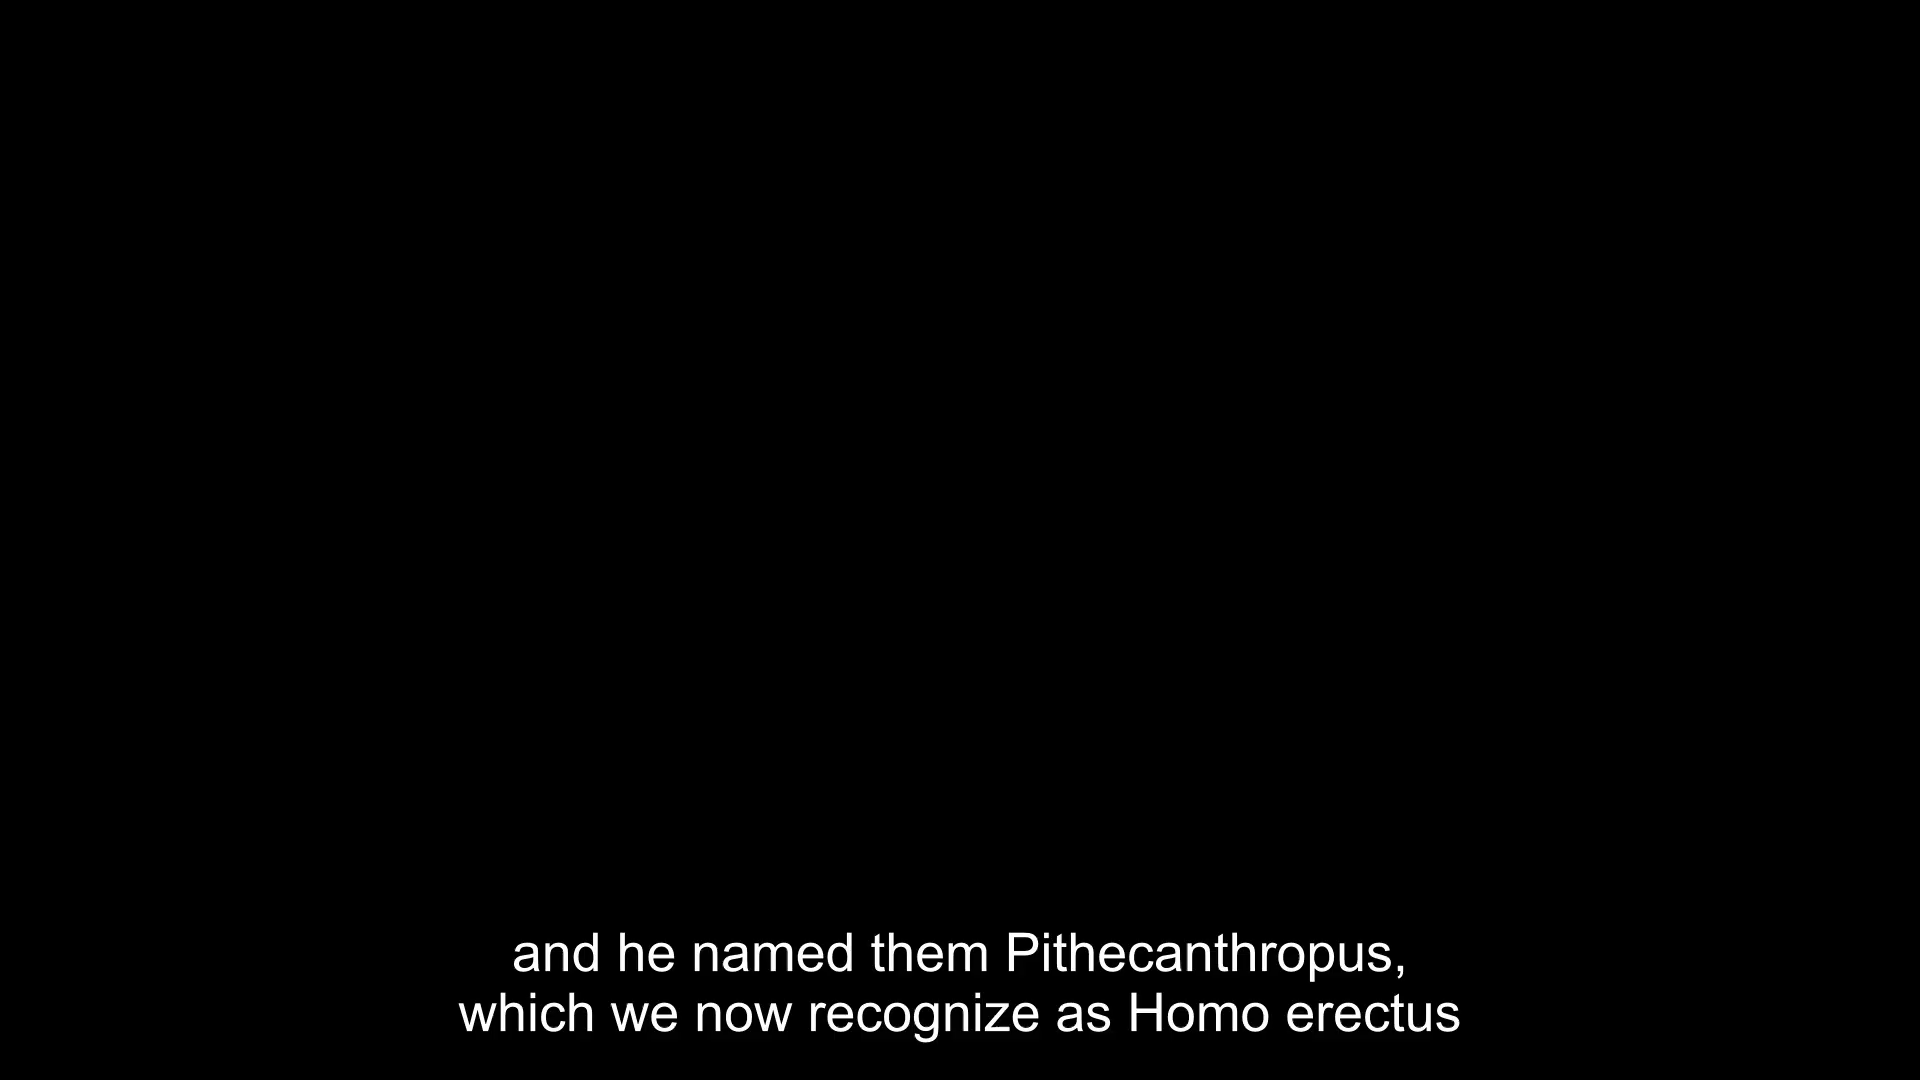 and he named them Pithecanthropus,
which we now recognize as Homo erectus